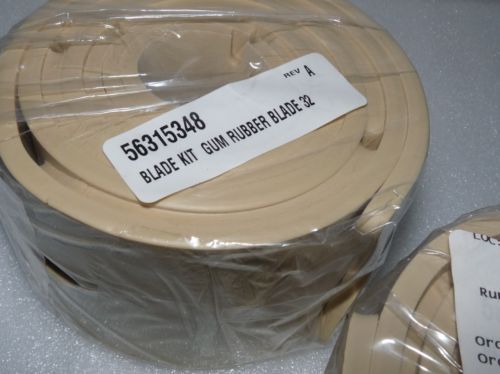 REV A
56315348
BLADE KIT GUM RUBBER BLADE 32